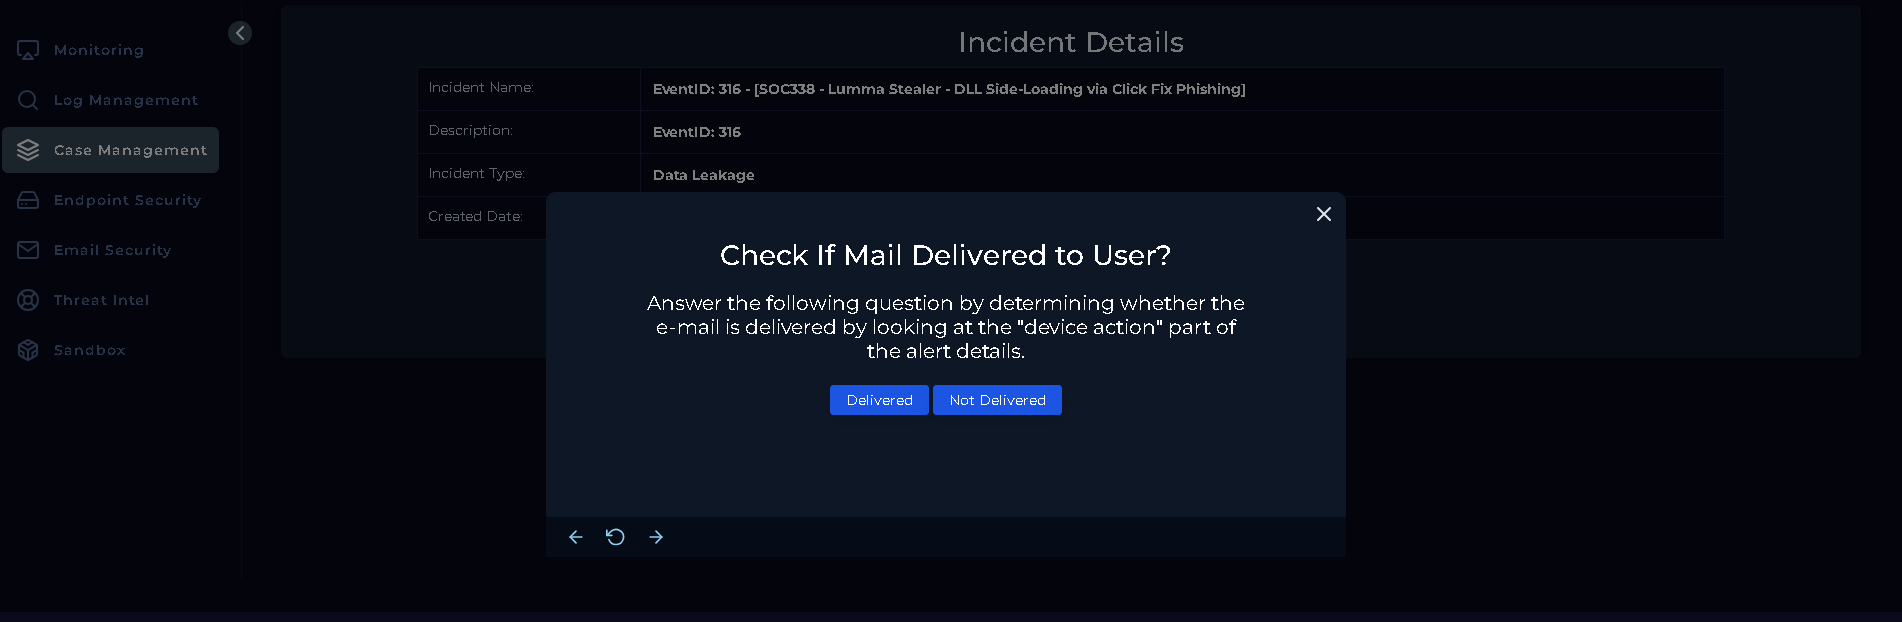 Monitoring
Log Management
Case Management
Endpoint Security
Email Security
Threat Intel
Sandbox
Incident Details
Incident Name: EventID: 316 - [SOC338 - Lumma Stealer - DLL Side-Loading via Click Fix Phishing]
Description: EventID: 316
Incident Type: Data Leakage
Created Date:
Check If Mail Delivered to User?
Answer the following question by determining whether the
e-mail is delivered by looking at the "device action" part of
the alert details.
Delivered Not Delivered